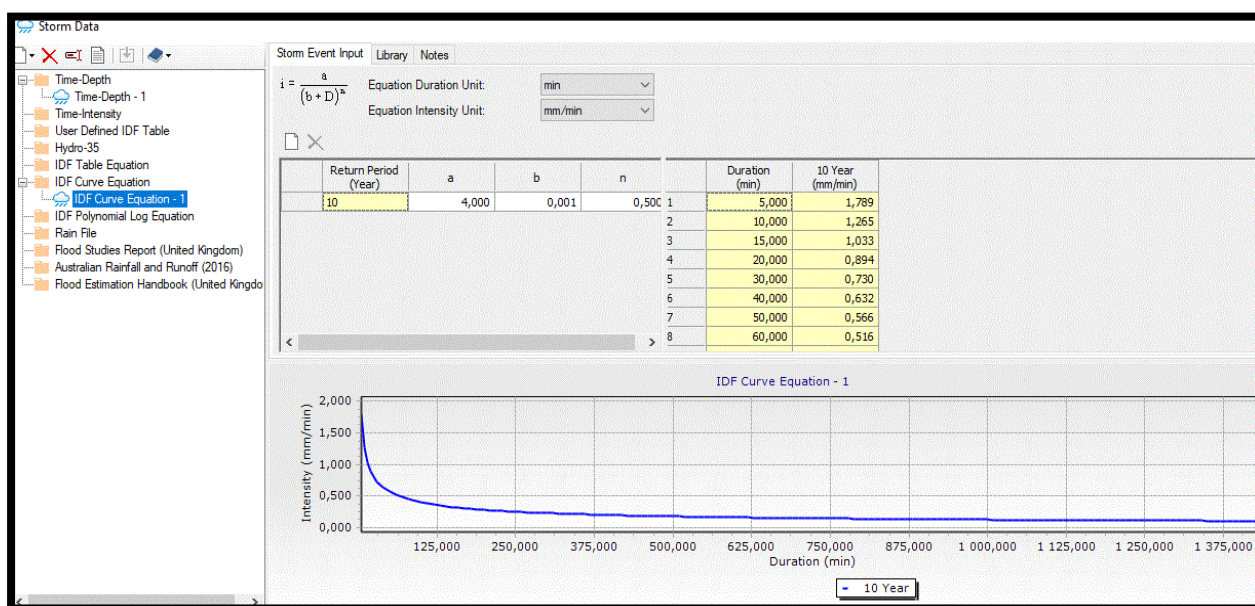 Storm Data
Time-Depth
Time-Depth - 1
Time-Intensity
User Defined IDF Table
Hydro-35
IDF Table Equation
IDF Curve Equation
IDF Curve Equation - 1
IDF Polynomial Log Equation
Rain File
Flood Studies Report (United Kingdom)
Australian Rainfall and Runoff (2016)
Flood Estimation Handbook (United Kingdo
Storm Event Input Library Notes
i = a / (b + D)^n
Equation Duration Unit: min
Equation Intensity Unit: mm/min
Return Period (Year) a b n
10 4,000 0,001 0,500
Duration (min) 10 Year (mm/min)
1 5,000 1,789
2 10,000 1,265
3 15,000 1,033
4 20,000 0,894
5 30,000 0,730
6 40,000 0,632
7 50,000 0,566
8 60,000 0,516
IDF Curve Equation - 1
Intensity (mm/min)
2,000
1,500
1,000
0,500
0,000
125,000 250,000 375,000 500,000 625,000 750,000 875,000 1 000,000 1 125,000 1 250,000 1 375,000
Duration (min)
10 Year